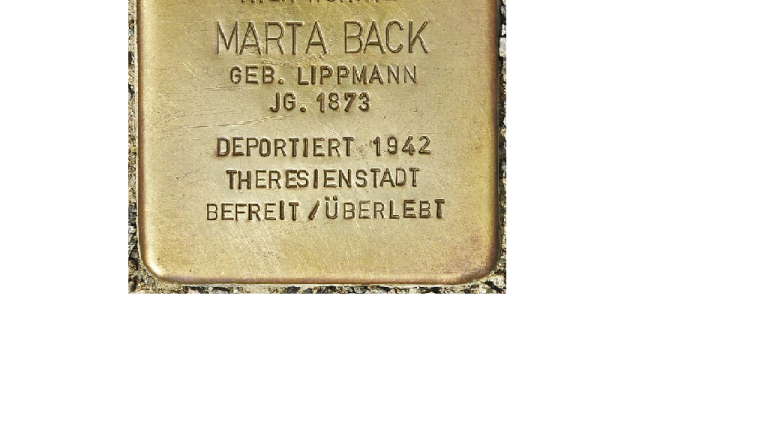 MARTA BACK
GEB. LIPPMANN
JG. 1873
DEPORTIERT 1942
THERESIENSTADT
BEFREIT / ÜBERLEBT